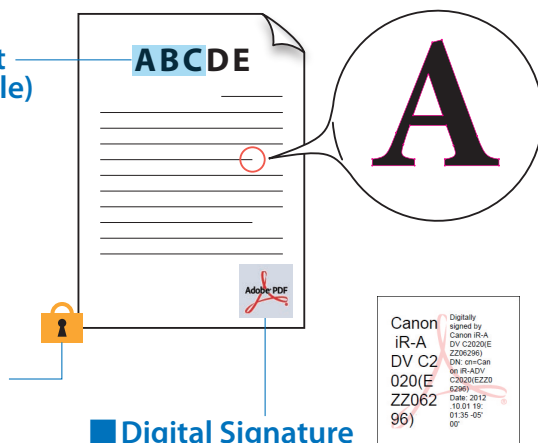 t
le)
ABCDE
A
Adobe PDF
Canon
iR-A
DV C2
020(E
ZZ062
96)
Digitally
signed by
Canon iR-A
DV C2020(E
ZZ06296)
DN: cn=Can
on iR-ADV
C2020(EZZ0
6296)
Date: 2012
.10.01 19:
01:35 -05'
00'
Digital Signature